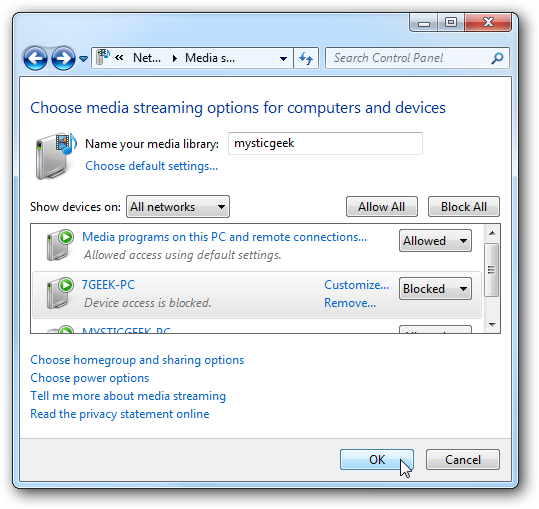 « Net... ▸ Media s... Search Control Panel
Choose media streaming options for computers and devices
Name your media library: mysticgeek
Choose default settings...
Show devices on: All networks Allow All Block All
Media programs on this PC and remote connections... Allowed
Allowed access using default settings.
7GEEK-PC Customize... Blocked
Device access is blocked. Remove...
MYSTICGEEK-PC
Choose homegroup and sharing options
Choose power options
Tell me more about media streaming
Read the privacy statement online
OK Cancel